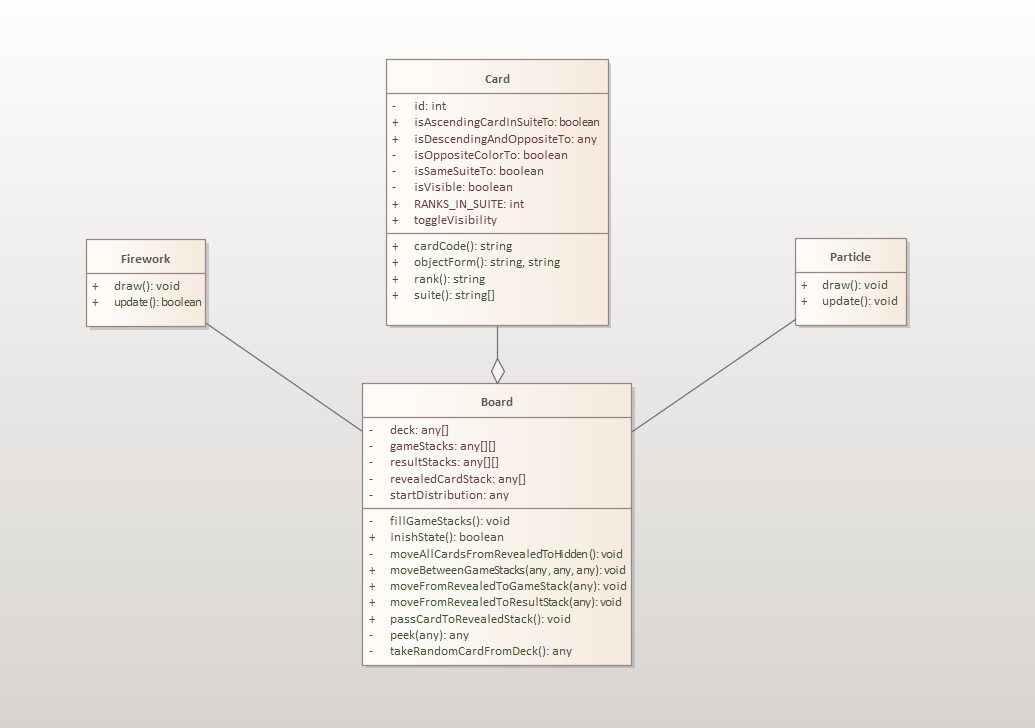 Card
- id: int
+ isAscendingCardInSuiteTo: boolean
+ isDescendingAndOppositeTo: any
- isOppositeColorTo: boolean
- isSameSuiteTo: boolean
- isVisible: boolean
+ RANKS_IN_SUITE: int
+ toggleVisibility
+ cardCode(): string
+ objectForm(): string, string
+ rank(): string
+ suite(): string[]
Firework
+ draw(): void
+ update(): boolean
Particle
+ draw(): void
+ update(): void
Board
- deck: any[]
- gameStacks: any[][]
- resultStacks: any[][]
- revealedCardStack: any[]
- startDistribution: any
- fillGameStacks(): void
+ inishState(): boolean
- moveAllCardsFromRevealedToHidden(): void
+ moveBetweenGameStacks(any, any, any): void
+ moveFromRevealedToGameStack(any): void
+ moveFromRevealedToResultStack(any): void
+ passCardToRevealedStack(): void
- peek(any): any
- takeRandomCardFromDeck(): any